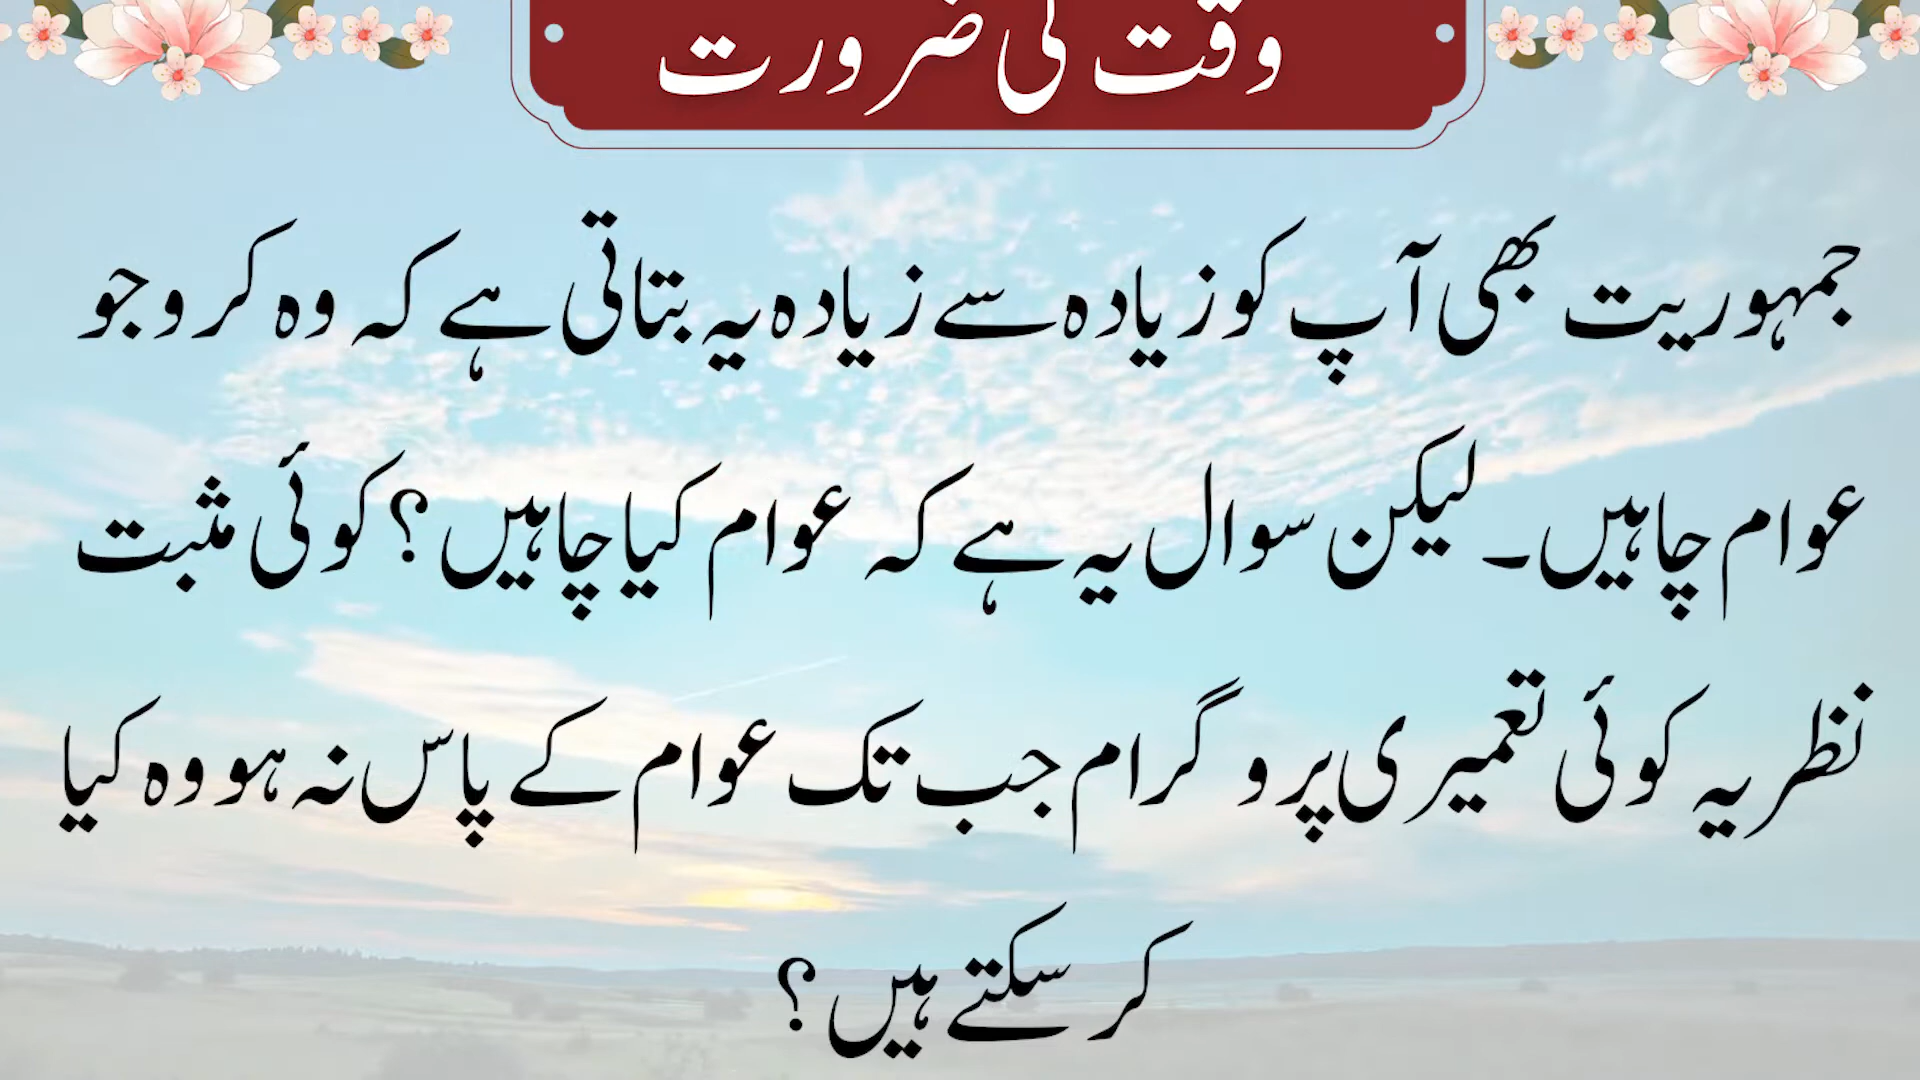 وقت کی ضرورت
جمہوریت بھی آپ کو زیادہ سے زیادہ یہ بتاتی ہے کہ وہ کرو جو
عوام چاہیں۔ لیکن سوال یہ ہے کہ عوام کیا چاہیں؟ کوئی مثبت
نظریہ کوئی تعمیری پروگرام جب تک عوام کے پاس نہ ہو وہ کیا
کر سکتے ہیں؟